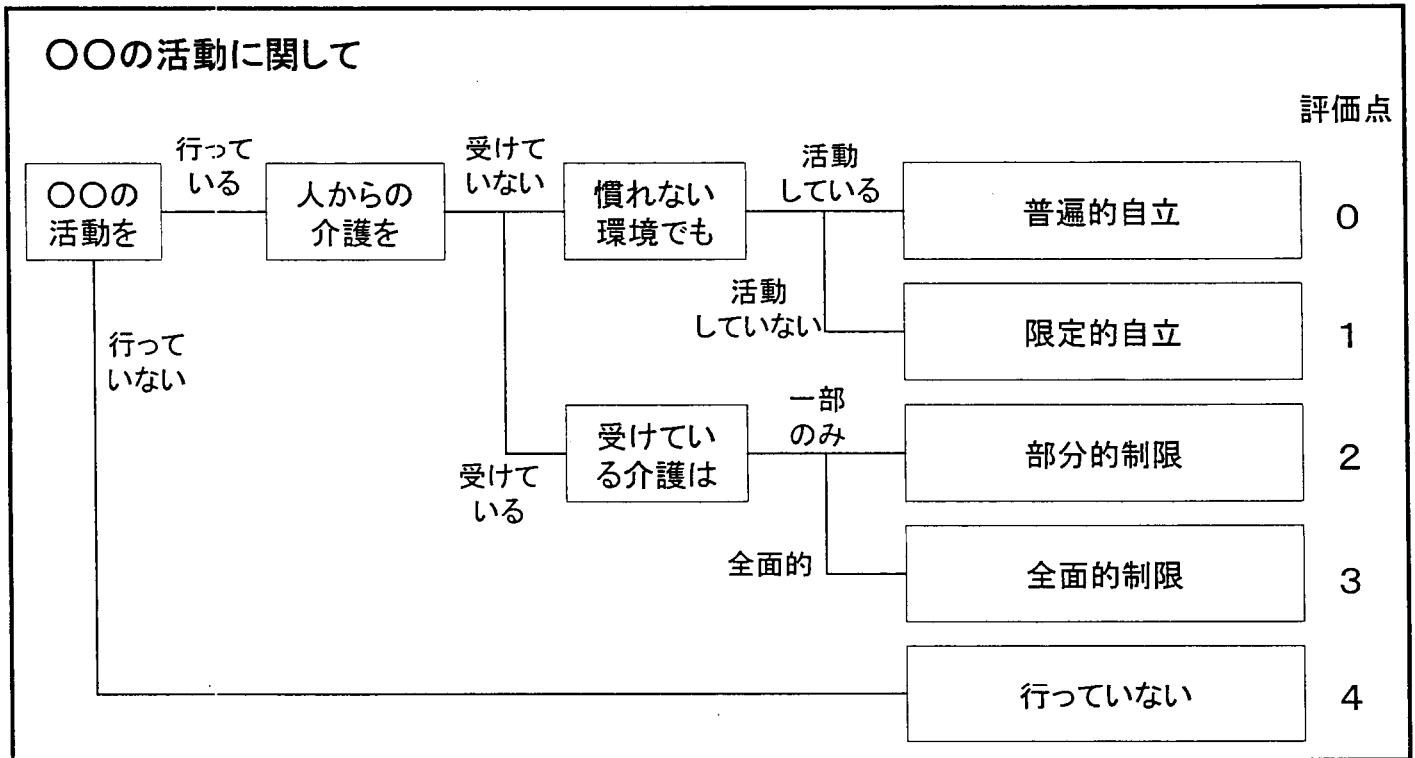 〇〇の活動に関して
評価点
〇〇の
活動を
行って
いる
人からの
介護を
受けて
いない
慣れない
環境でも
活動
している
普遍的自立
0
活動
していない
限定的自立
1
行って
いない
受けて
いる
受けてい
る介護は
一部
のみ
部分的制限
2
全面的
全面的制限
3
行っていない
4